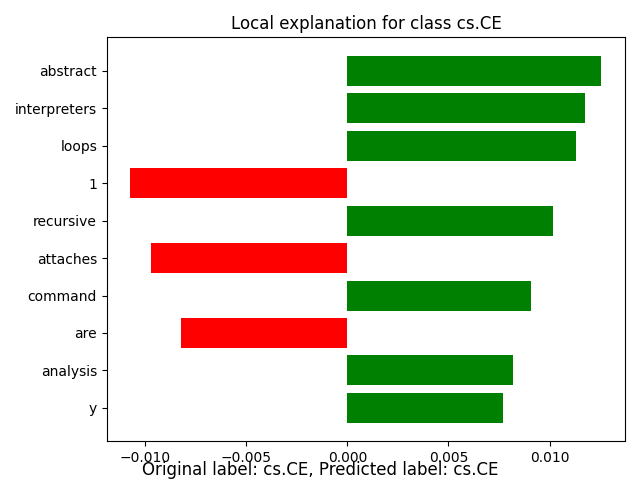 Local explanation for class cs.CE
abstract
interpreters
loops
1
recursive
attaches
command
are
analysis
y
−0.010 −0.005 0.000 0.005 0.010
Original label: cs.CE, Predicted label: cs.CE